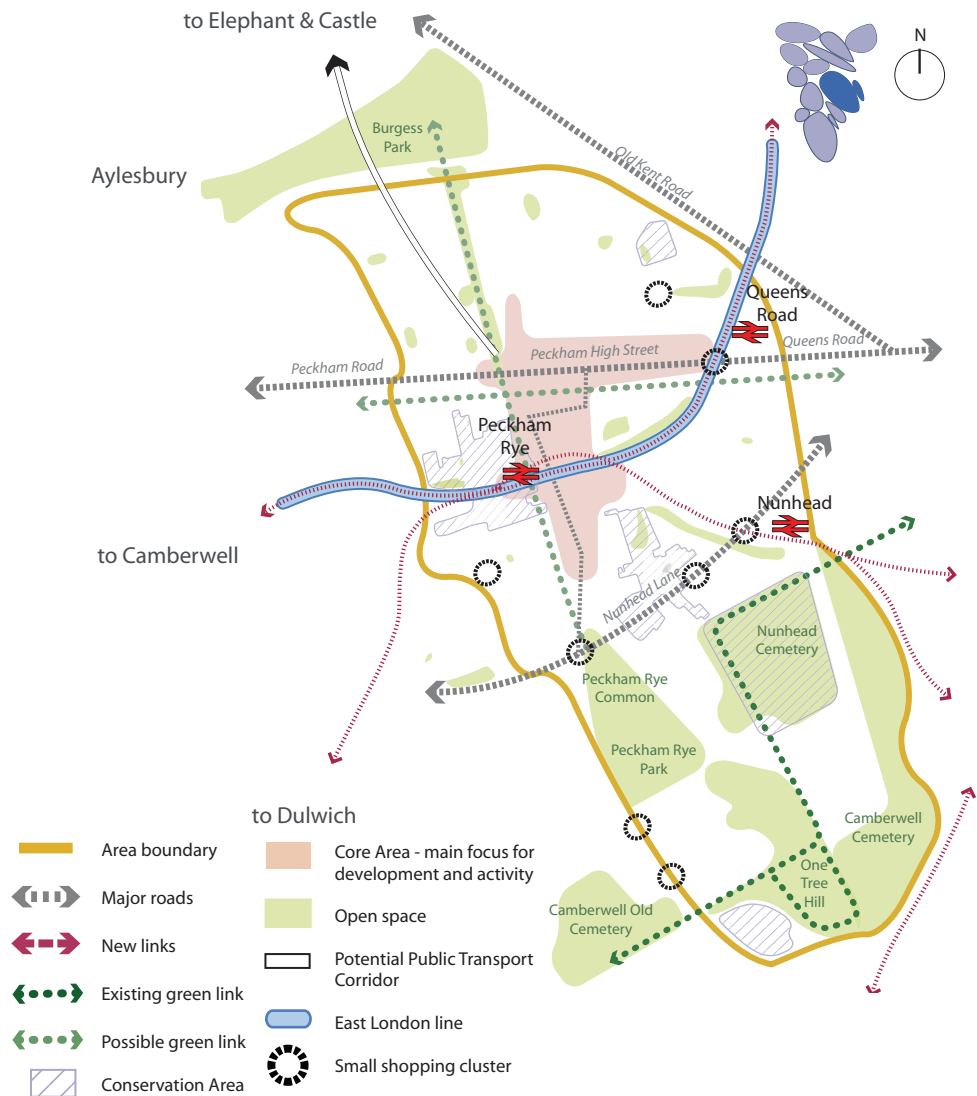 to Elephant & Castle
N
Burgess
Park
Old Kent Road
Aylesbury
Queens
Road
Queens Road
Peckham High Street
Peckham Road
Peckham
Rye
Nunhead
to Camberwell
Nunhead Lane
Nunhead
Cemetery
Peckham Rye
Common
Peckham Rye
Park
to Dulwich
Camberwell
Cemetery
One
Tree
Hill
Camberwell Old
Cemetery
Area boundary
Major roads
New links
Existing green link
Possible green link
Conservation Area
Core Area - main focus for
development and activity
Open space
Potential Public Transport
Corridor
East London line
Small shopping cluster